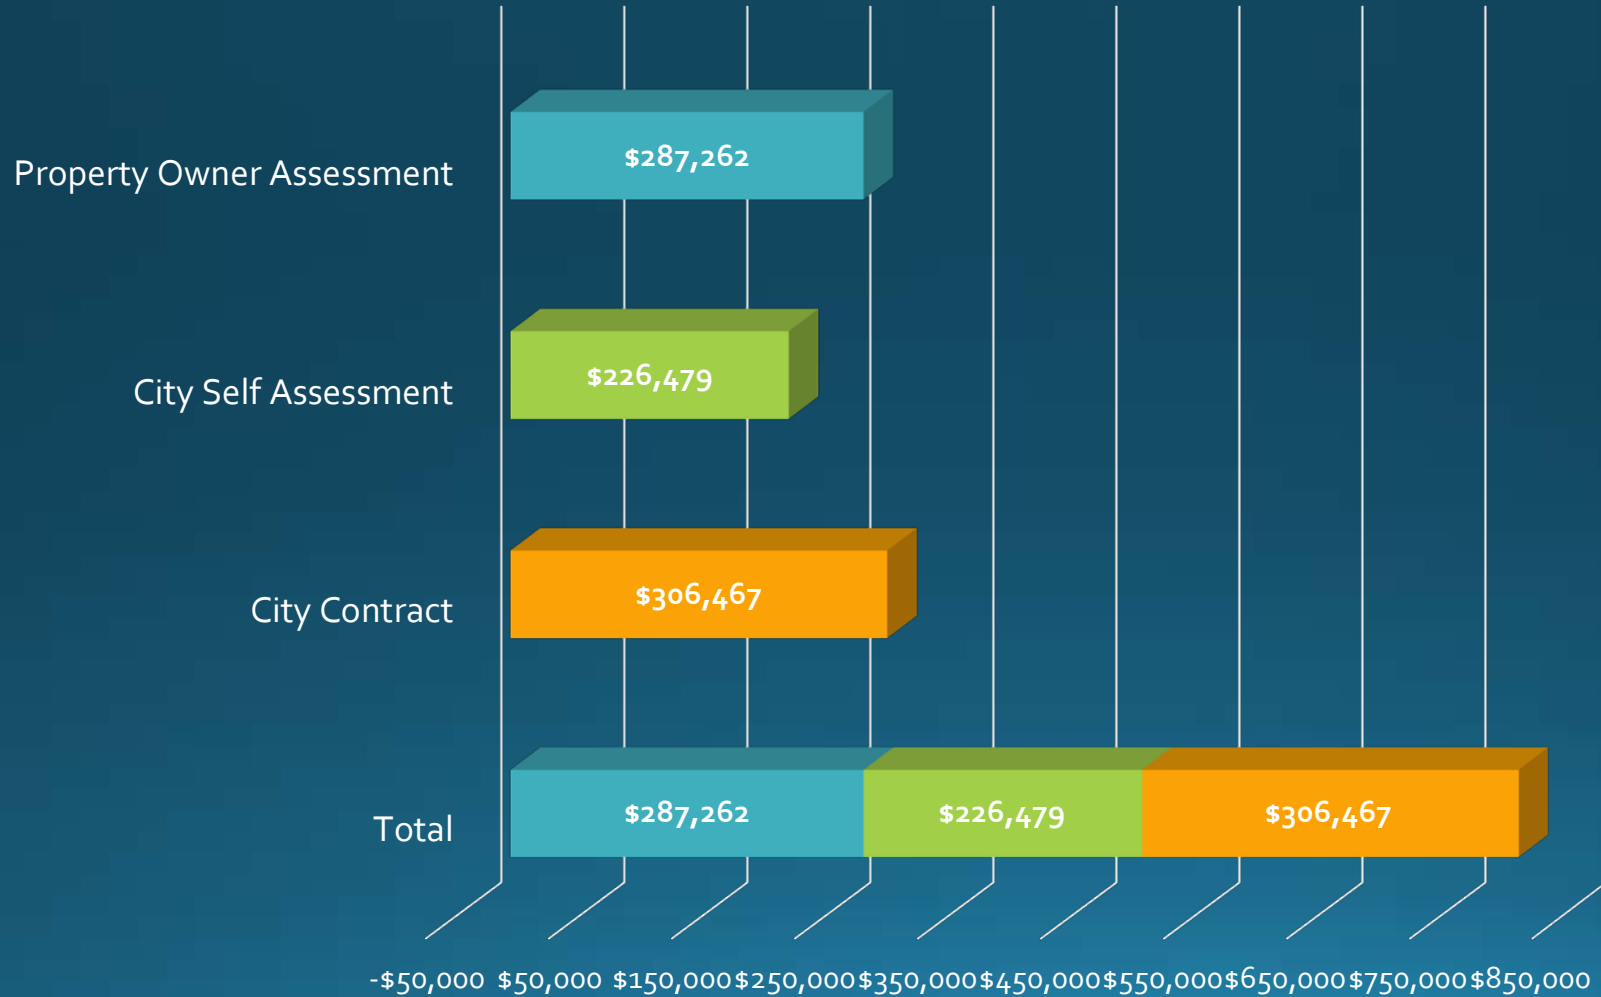 Property Owner Assessment
$287,262
City Self Assessment
$226,479
City Contract
$306,467
Total
$287,262 $226,479 $306,467
-$50,000 $50,000 $150,000 $250,000 $350,000 $450,000 $550,000 $650,000 $750,000 $850,000